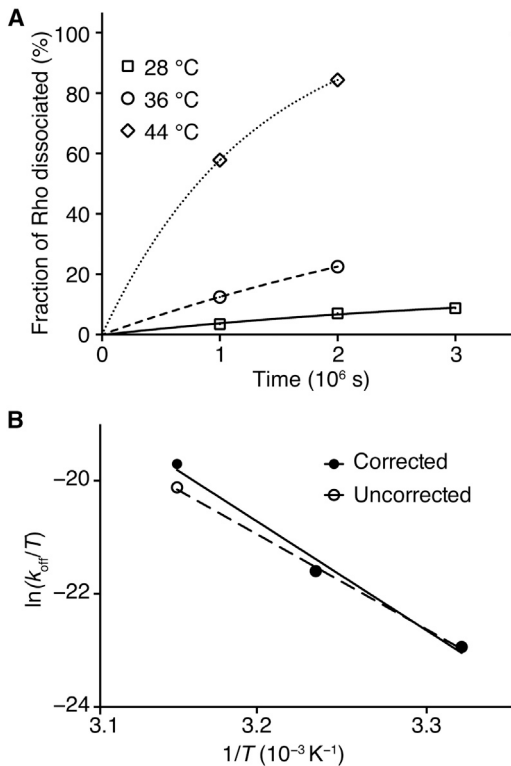 A
Fraction of Rho dissociated (%)
100
80
60
40
20
0
28 °C
36 °C
44 °C
0 1 2 3
Time (10⁶ s)
B
ln(k_off/T)
−20
−22
−24
Corrected
Uncorrected
3.1 3.2 3.3
1/T (10⁻³ K⁻¹)